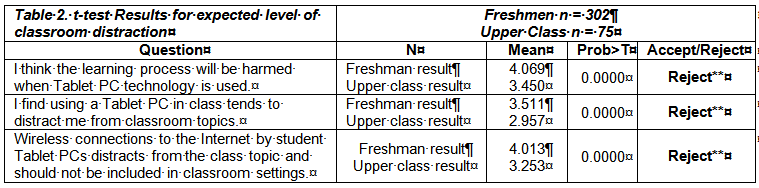 Table 2. t-test Results for expected level of
classroom distraction
Freshmen n = 302¶
Upper Class n = 75¤
Question¤
N¤
Mean¤
Prob>T¤
Accept/Reject¤
I think the learning process will be harmed
when Tablet PC technology is used.¤
Freshman result¶
Upper class result¤
4.069¶
3.450¤
0.0000¤
Reject**¤
I find using a Tablet PC in class tends to
distract me from classroom topics.¤
Freshman result¶
Upper class result¤
3.511¶
2.957¤
0.0000¤
Reject**¤
Wireless connections to the Internet by student
Tablet PCs distracts from the class topic and
should not be included in classroom settings.¤
Freshman result¶
Upper class result¤
4.013¶
3.253¤
0.0000¤
Reject**¤